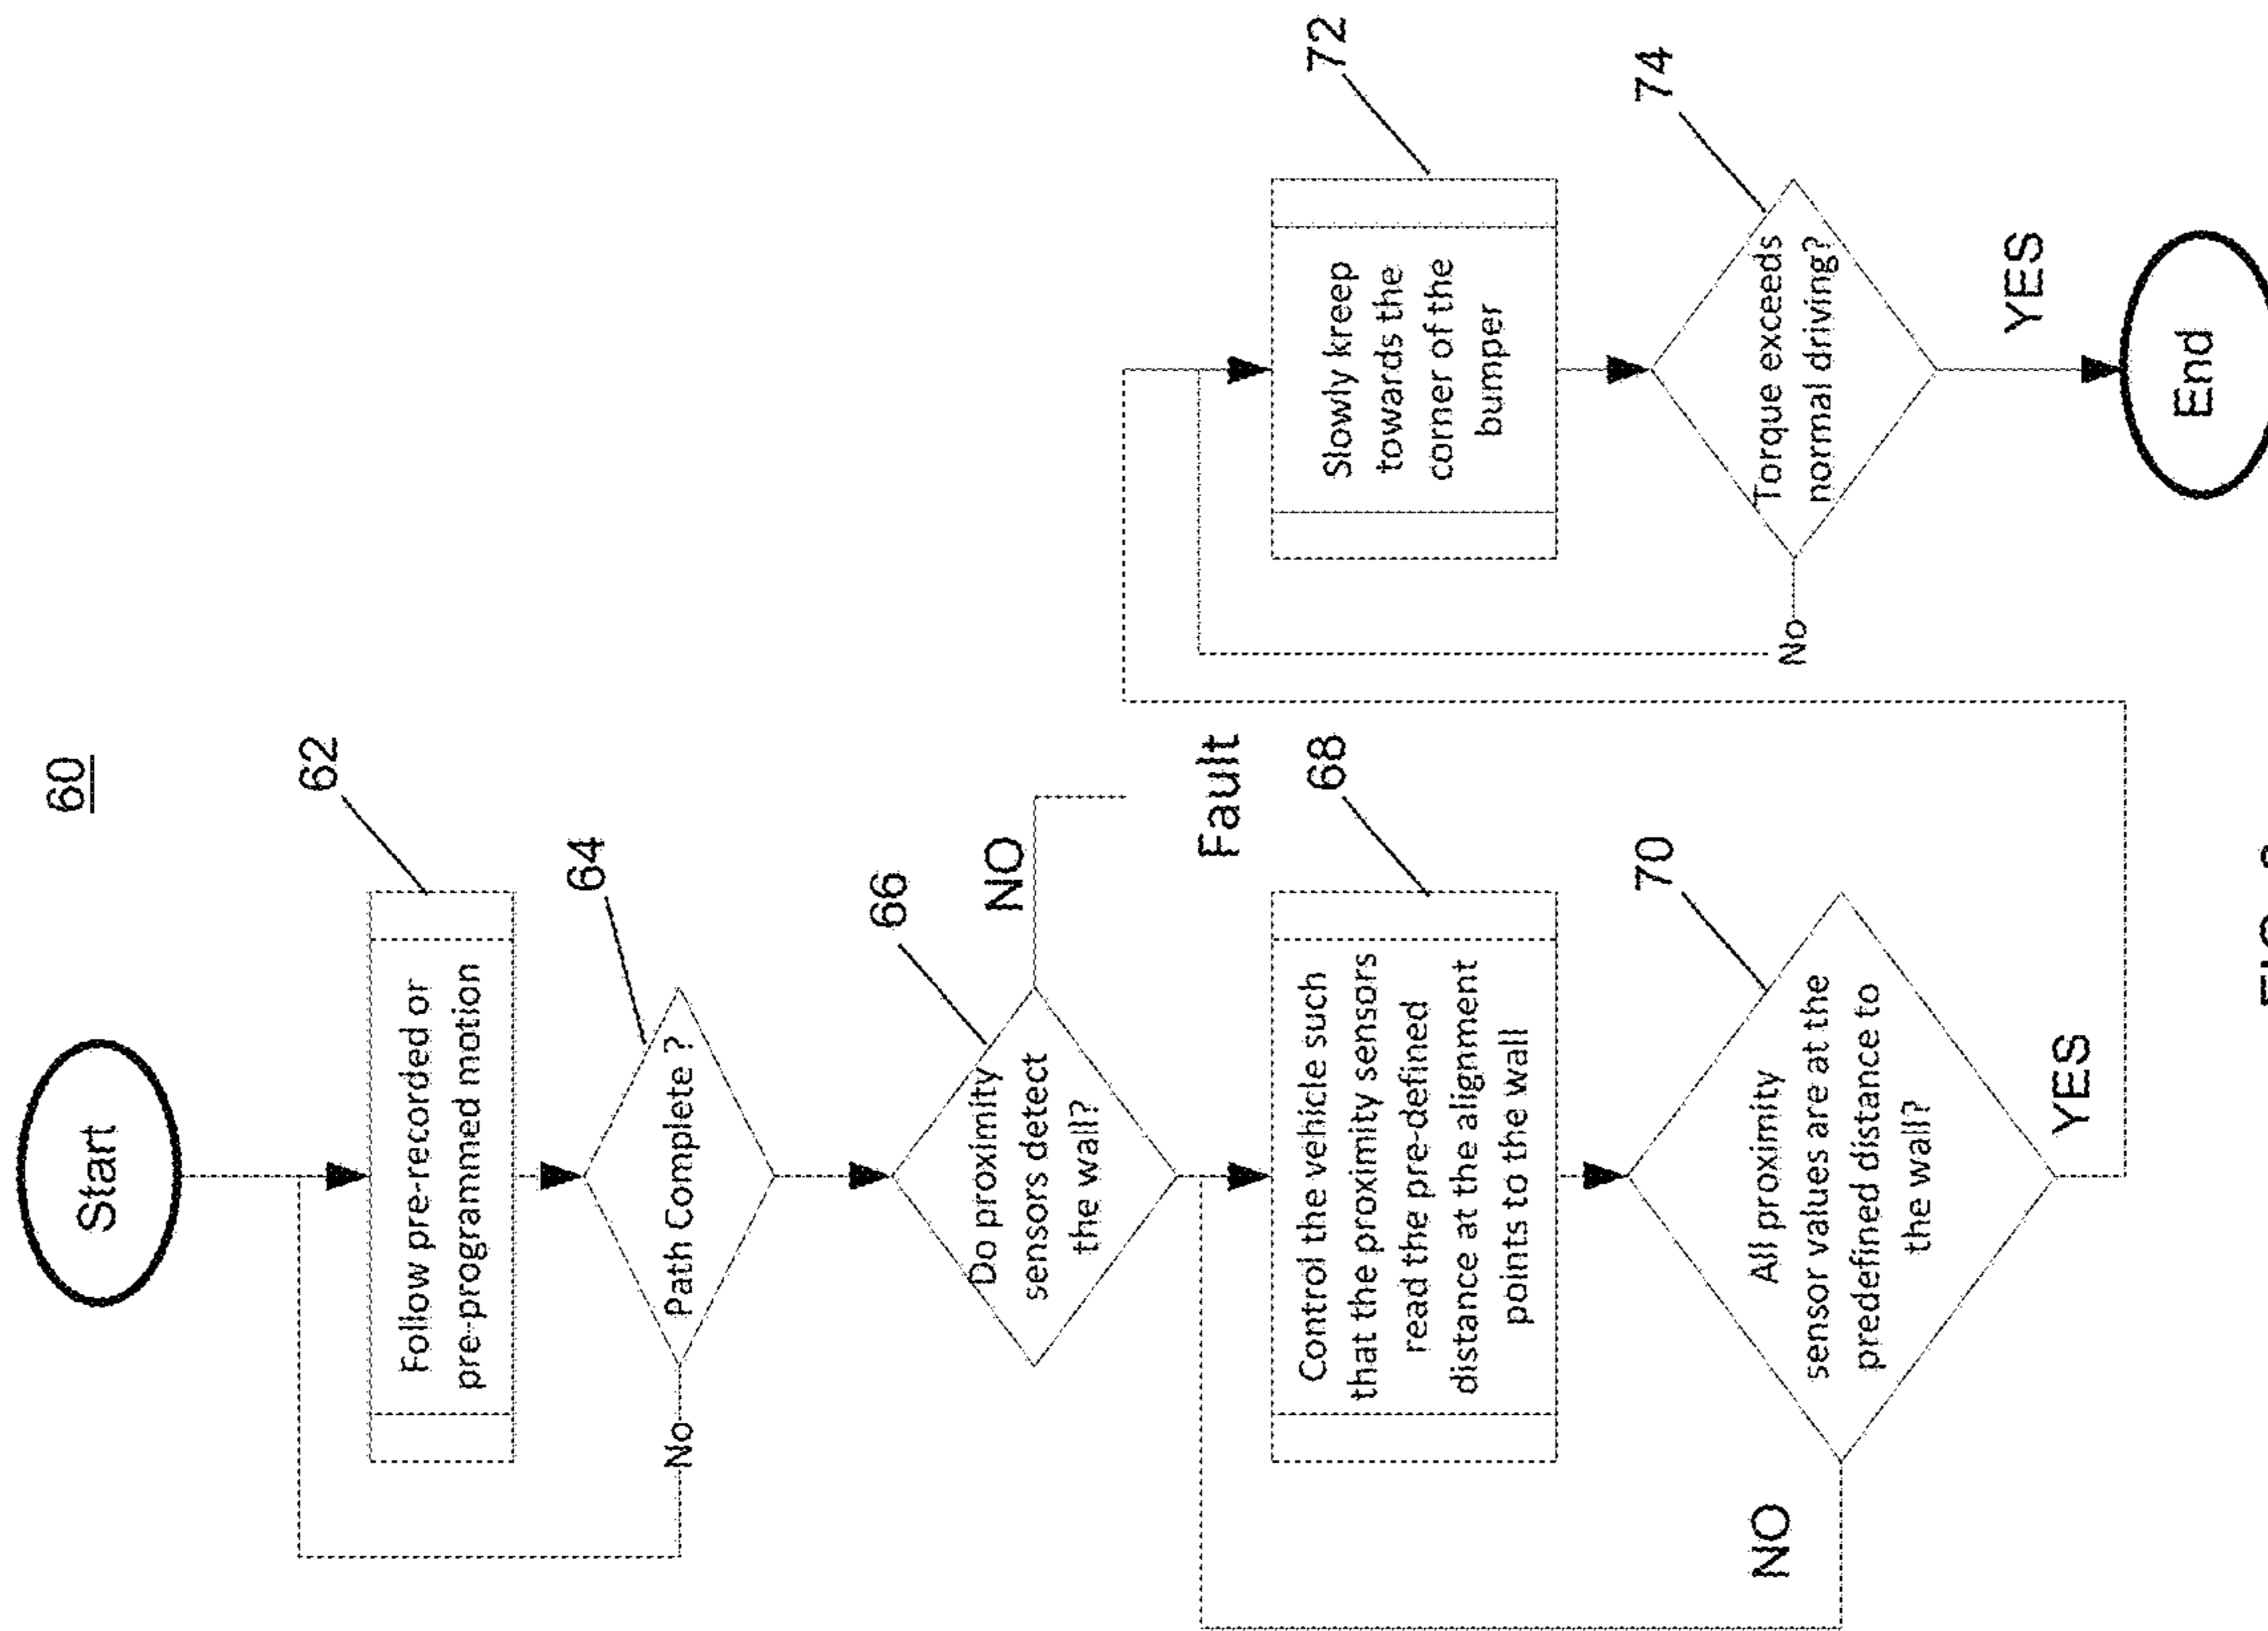 60
Start
62
Follow pre-recorded or
pre-programmed motion
64
Path Complete ?
No
66
Do proximity
sensors detect
the wall?
NO
Fault
68
Control the vehicle such
that the proximity sensors
read the pre-defined
distance at the alignment
points to the wall
70
All proximity
sensor values are at the
predefined distance to
the wall?
NO
YES
72
Slowly kreep
towards the
corner of the
bumper
74
Torque exceeds
normal driving?
No
YES
End